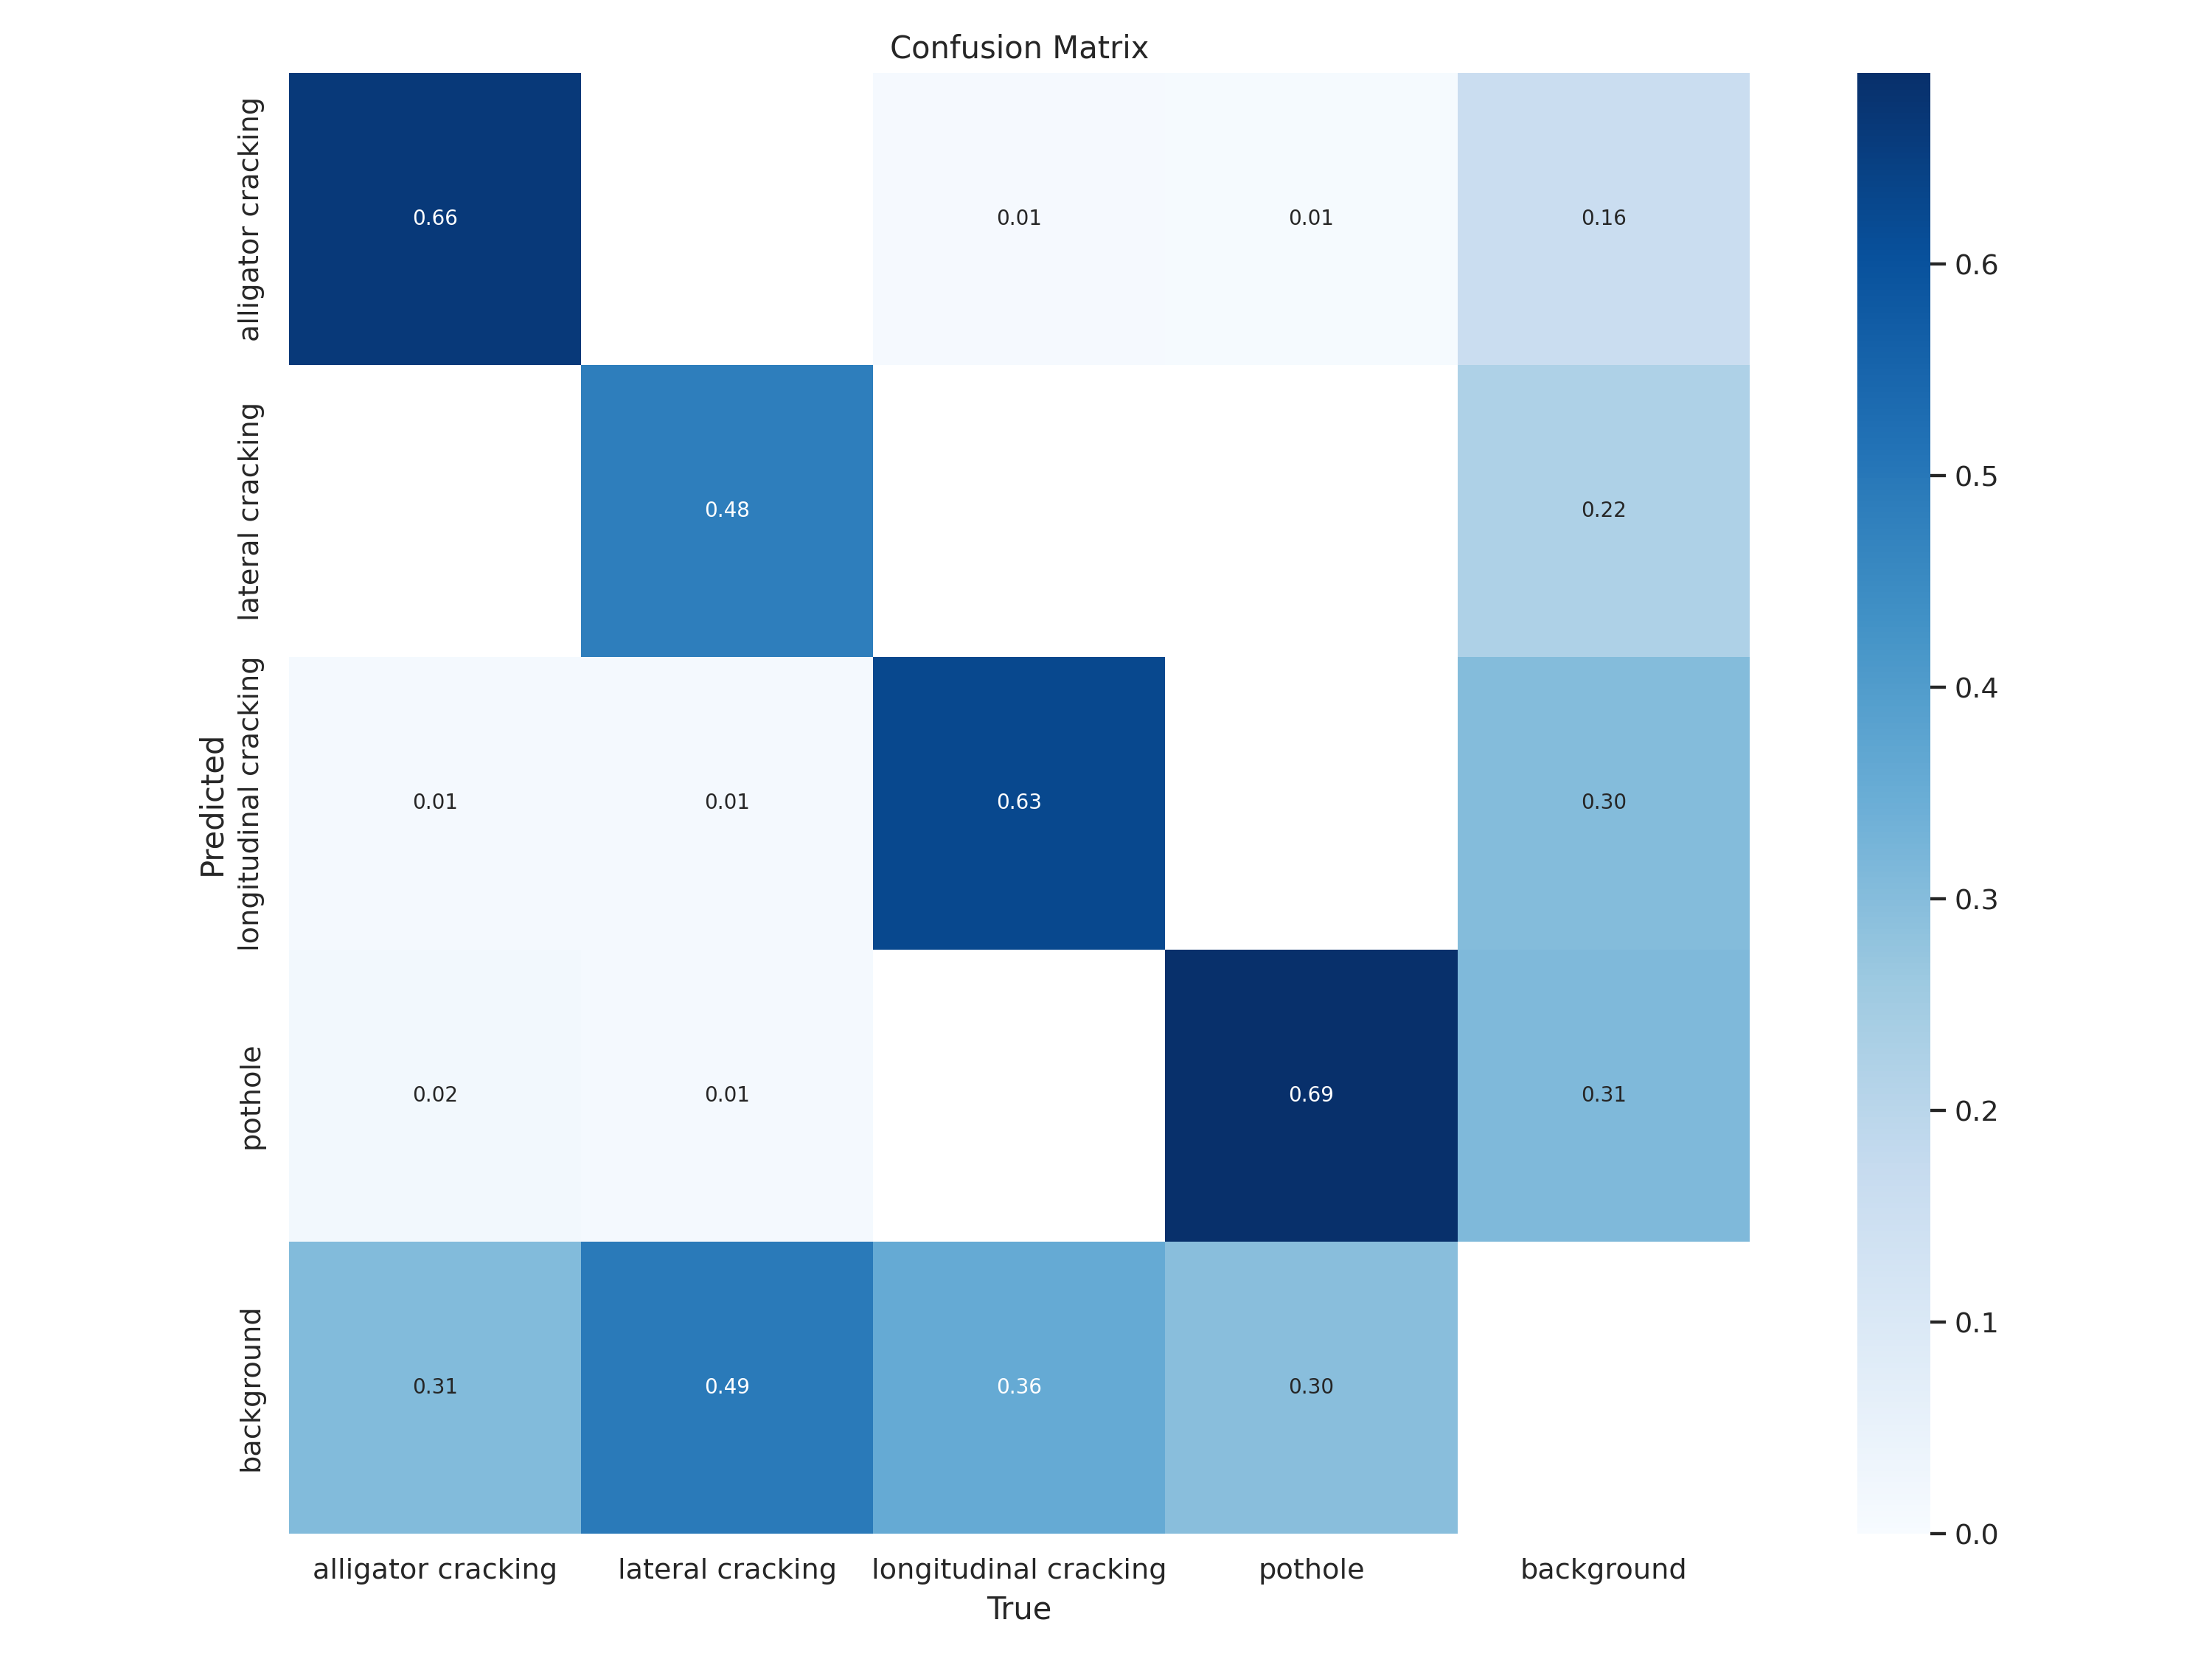 Confusion Matrix
alligator cracking
0.66
0.01
0.01
0.16
lateral cracking
0.48
0.22
Predicted
longitudinal cracking
0.01
0.01
0.63
0.30
pothole
0.02
0.01
0.69
0.31
background
0.31
0.49
0.36
0.30
alligator cracking
lateral cracking
longitudinal cracking
pothole
background
True
0.6
0.5
0.4
0.3
0.2
0.1
0.0